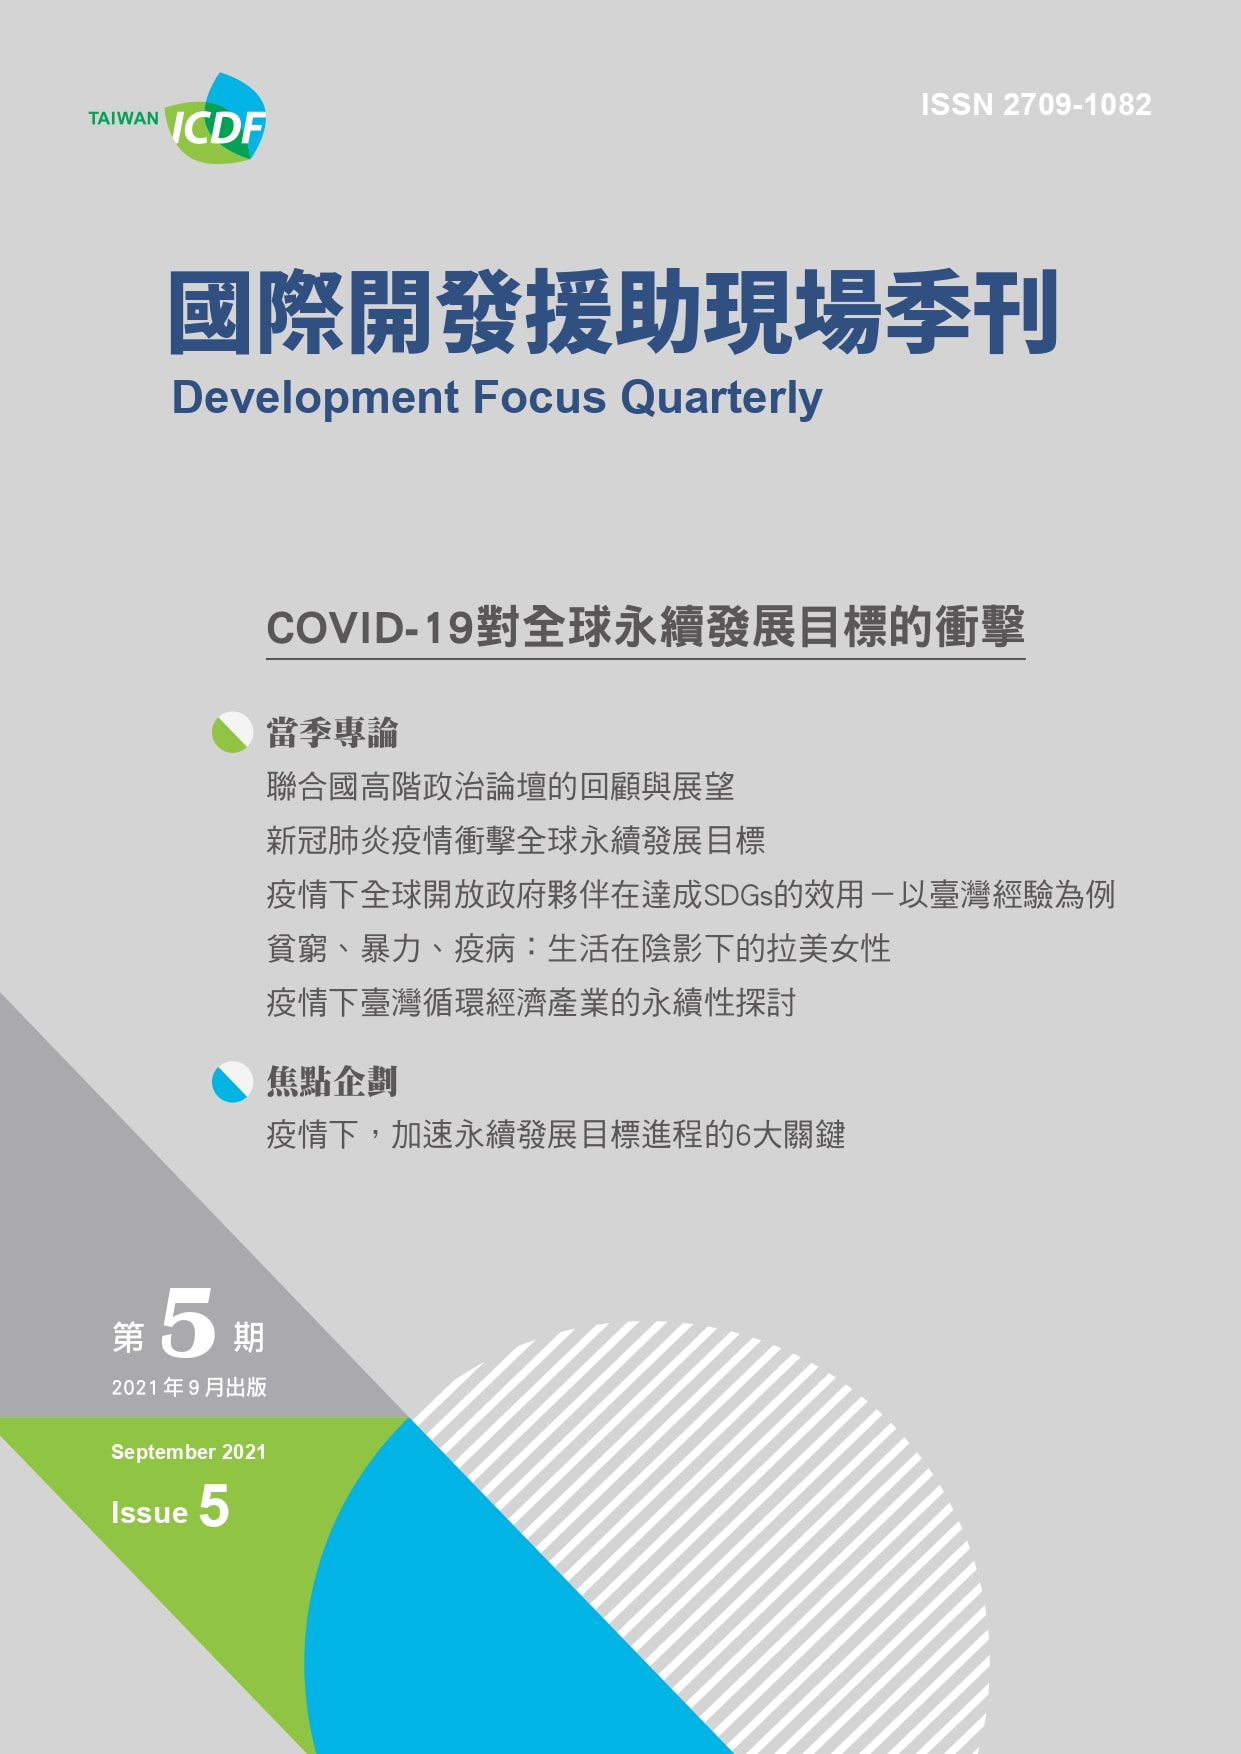 TAIWAN ICDF
ISSN 2709-1082
國際開發援助現場季刊
Development Focus Quarterly
COVID-19對全球永續發展目標的衝擊
當季專論
聯合國高階政治論壇的回顧與展望
新冠肺炎疫情衝擊全球永續發展目標
疫情下全球開放政府夥伴在達成SDGs的效用－以臺灣經驗為例
貧窮、暴力、疫病：生活在陰影下的拉美女性
疫情下臺灣循環經濟產業的永續性探討
焦點企劃
疫情下，加速永續發展目標進程的6大關鍵
第 5 期
2021 年 9 月出版
September 2021
Issue 5